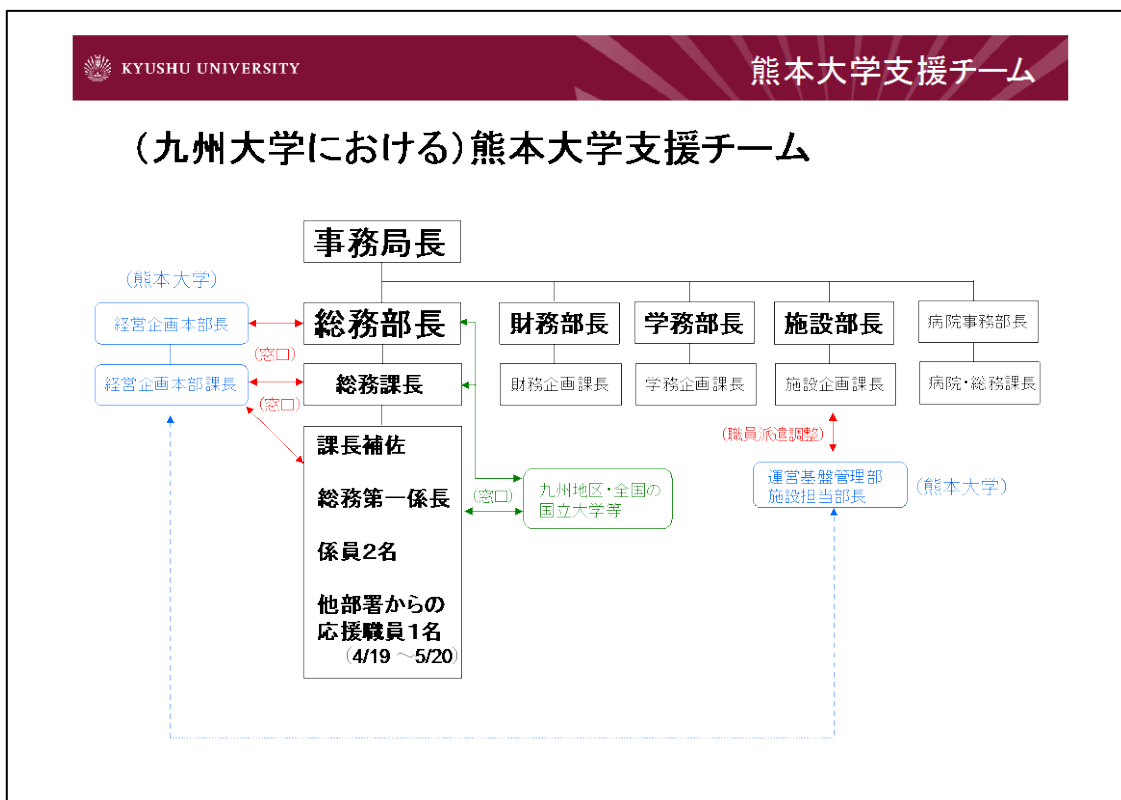 KYUSHU UNIVERSITY
熊本大学支援チーム
(九州大学における)熊本大学支援チーム
事務局長
(熊本大学)
経営企画本部長
総務部長
財務部長
学務部長
施設部長
病院事務部長
(窓口)
経営企画本部課長
総務課長
財務企画課長
学務企画課長
施設企画課長
病院・総務課長
(窓口)
(職員派遣調整)
課長補佐
総務第一係長
係員2名
他部署からの
応援職員1名
(4/19 ~5/20)
(窓口)
九州地区・全国の
国立大学等
運営基盤管理部
施設担当部長
(熊本大学)